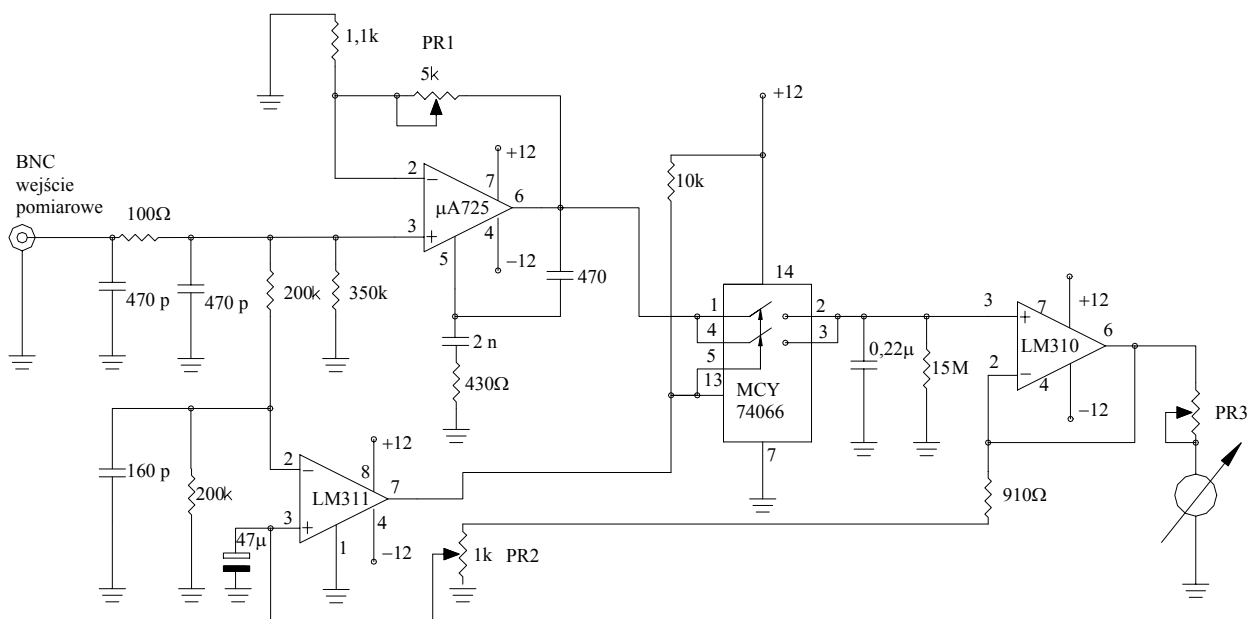 1,1k
PR1
5k
+12
BNC
wejście
pomiarowe
100Ω
470 p
470 p
200k
350k
2
3
−
+
µA725
+12
7
6
4
5
−12
470
2 n
430Ω
10k
+12
14
1
4
5
13
2
3
MCY
74066
7
0,22µ
15M
3
2
+
−
7
+12
6
LM310
4
−12
PR3
910Ω
160 p
200k
2
3
−
+
+12
8
7
LM311
4
−12
1
47µ
1k
PR2